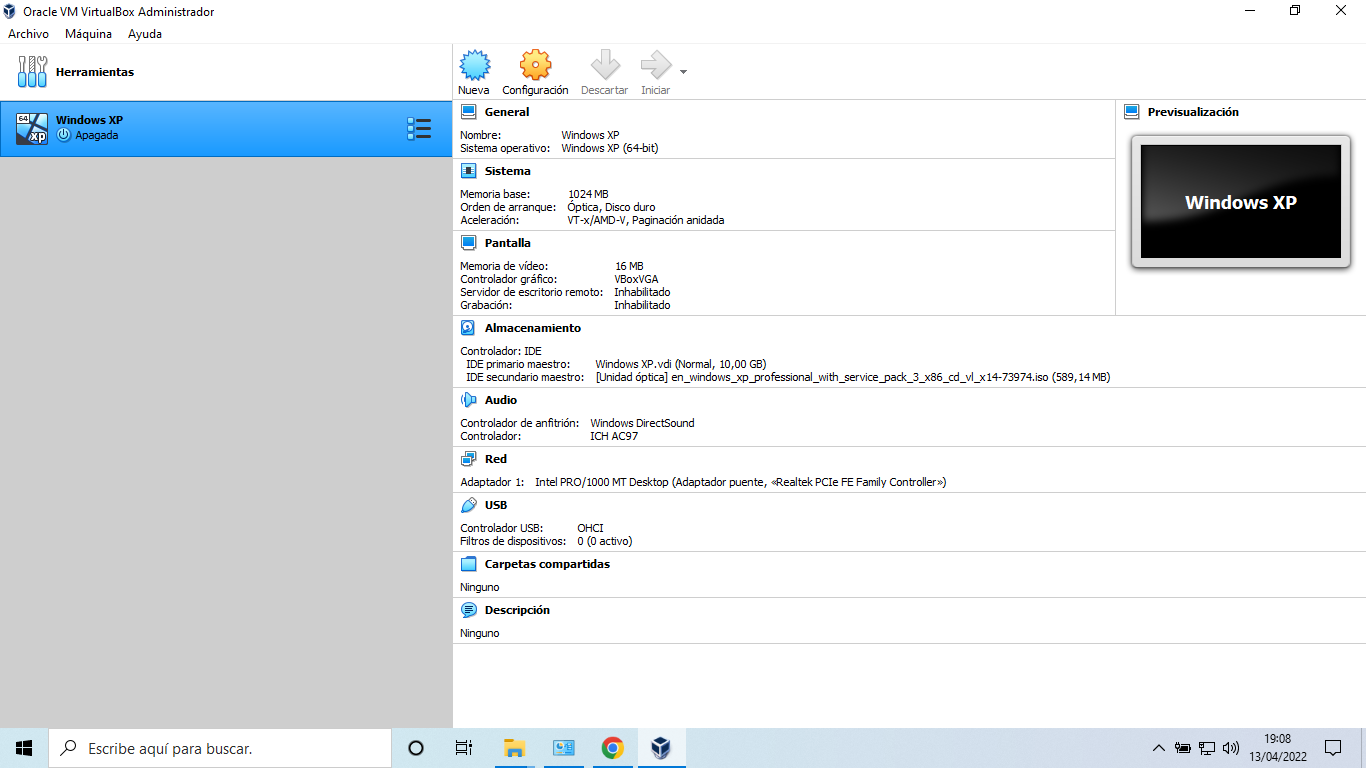 Oracle VM VirtualBox Administrador
Archivo Máquina Ayuda
Herramientas
Nueva Configuración Descartar Iniciar
64
xp
Windows XP
Apagada
General
Nombre: Windows XP
Sistema operativo: Windows XP (64-bit)
Sistema
Memoria base: 1024 MB
Orden de arranque: Óptica, Disco duro
Aceleración: VT-x/AMD-V, Paginación anidada
Pantalla
Memoria de vídeo: 16 MB
Controlador gráfico: VBoxVGA
Servidor de escritorio remoto: Inhabilitado
Grabación: Inhabilitado
Previsualización
Windows XP
Almacenamiento
Controlador: IDE
IDE primario maestro: Windows XP.vdi (Normal, 10,00 GB)
IDE secundario maestro: [Unidad óptica] en_windows_xp_professional_with_service_pack_3_x86_cd_vl_x14-73974.iso (589,14 MB)
Audio
Controlador de anfitrión: Windows DirectSound
Controlador: ICH AC97
Red
Adaptador 1: Intel PRO/1000 MT Desktop (Adaptador puente, «Realtek PCIe FE Family Controller»)
USB
Controlador USB: OHCI
Filtros de dispositivos: 0 (0 activo)
Carpetas compartidas
Ninguno
Descripción
Ninguno
Escribe aquí para buscar.
19:08
13/04/2022